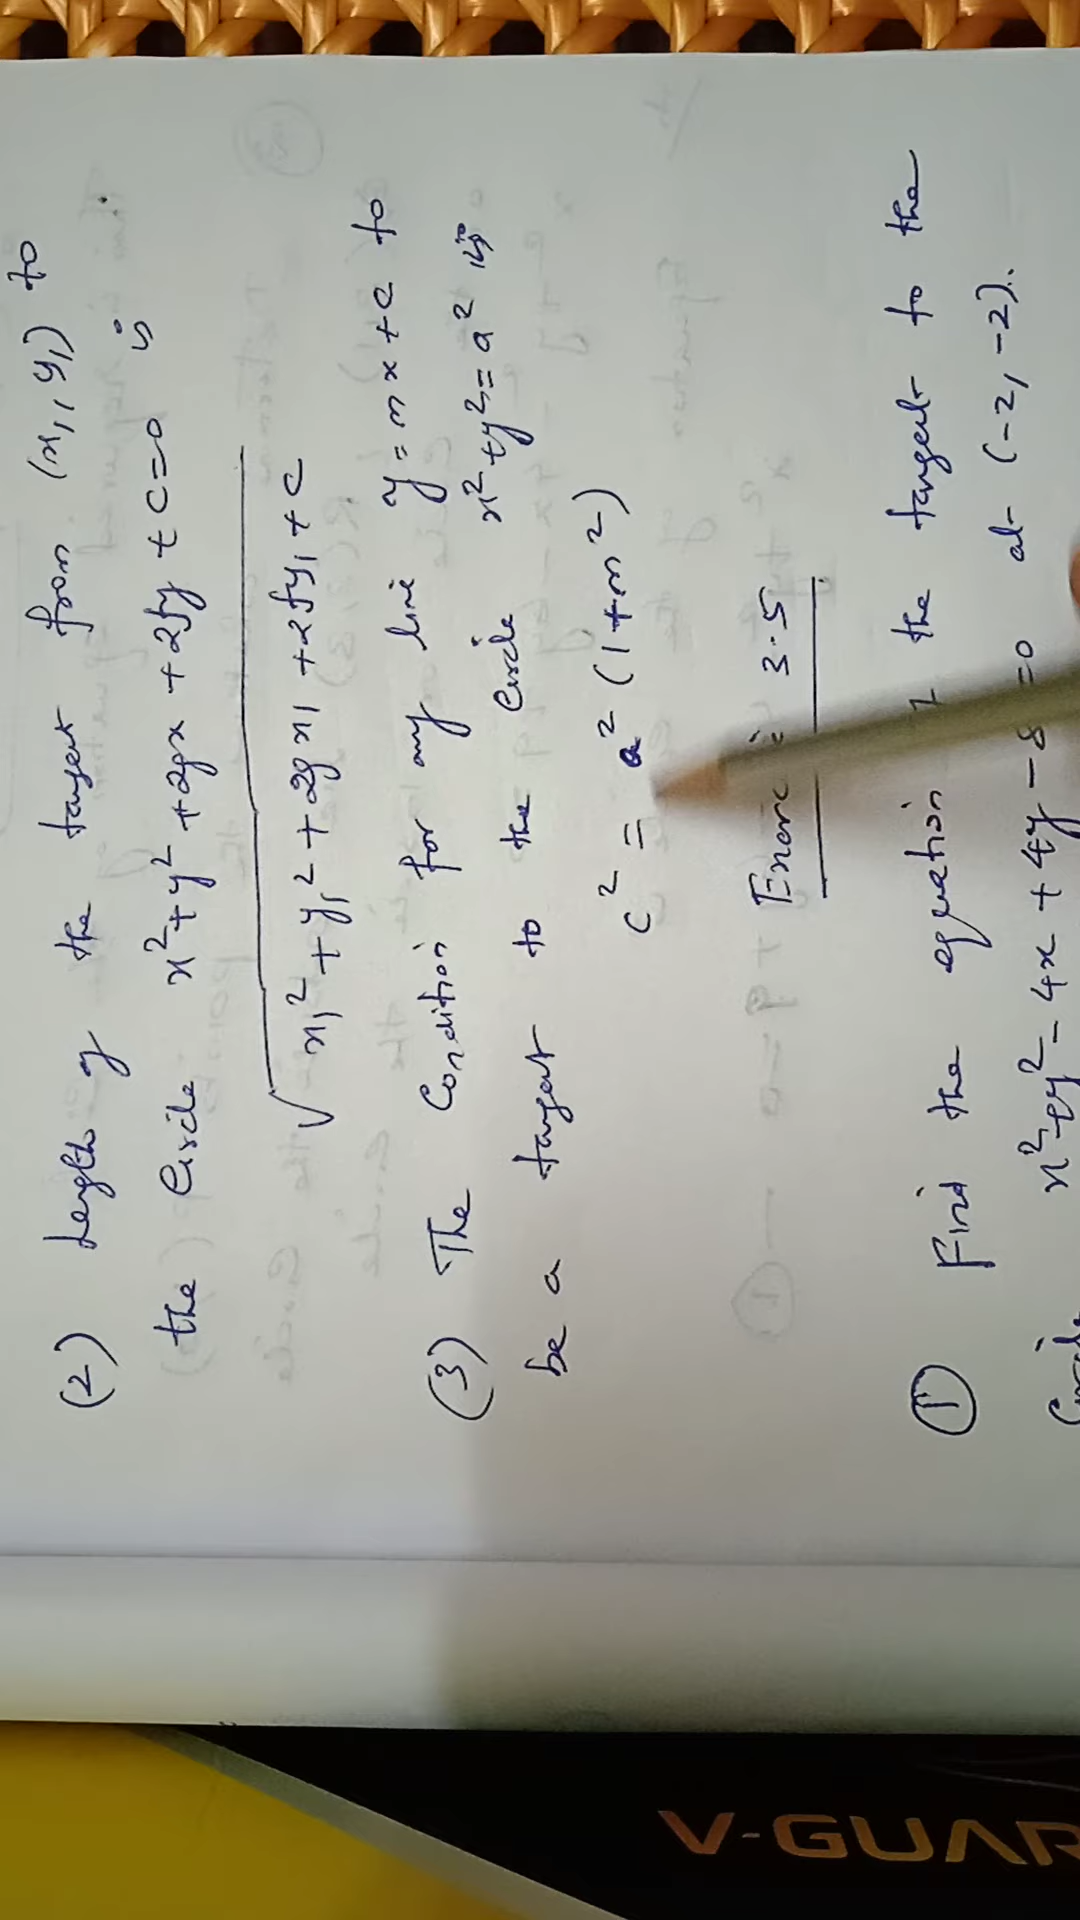 (2) Length of the tangent from (x₁, y₁) to
the Circle x² + y² + 2gx + 2fy + c = 0 is
√x₁² + y₁² + 2gx₁ + 2fy₁ + c
(3) The Condition for any line y = mx + c to
be a tangent to the Circle x² + y² = a² is
c² = a² (1 + m²)
Exercise 3.5
① Find the equation of the tangent to the
Circle x² + y² - 4x + 4y - 8 = 0 at (-2, -2).
V-GUAR